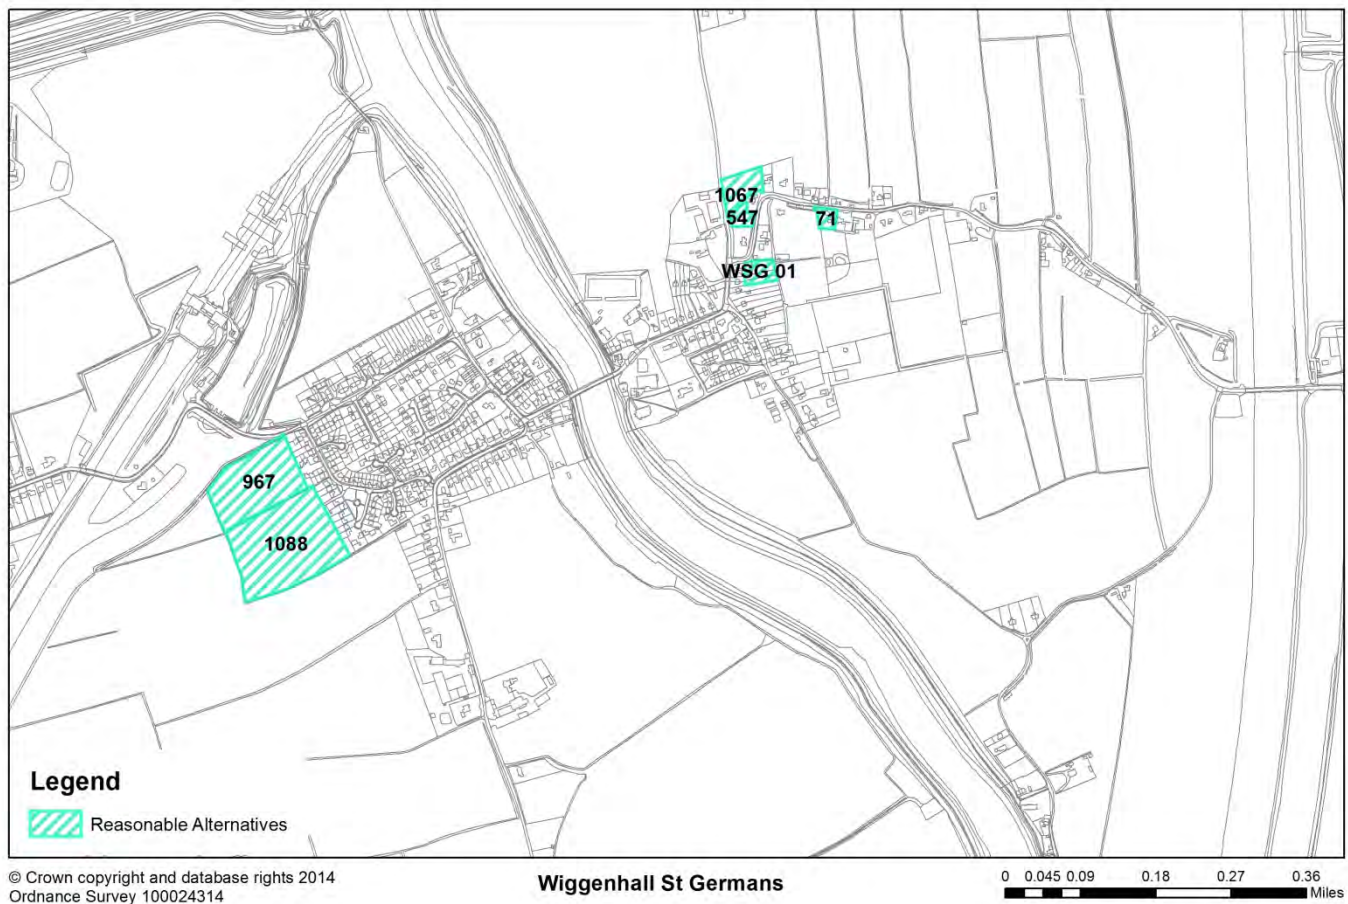 1067
547
71
WSG 01
967
1088
Legend
Reasonable Alternatives
© Crown copyright and database rights 2014
Ordnance Survey 100024314
Wiggenhall St Germans
0 0.045 0.09 0.18 0.27 0.36
Miles